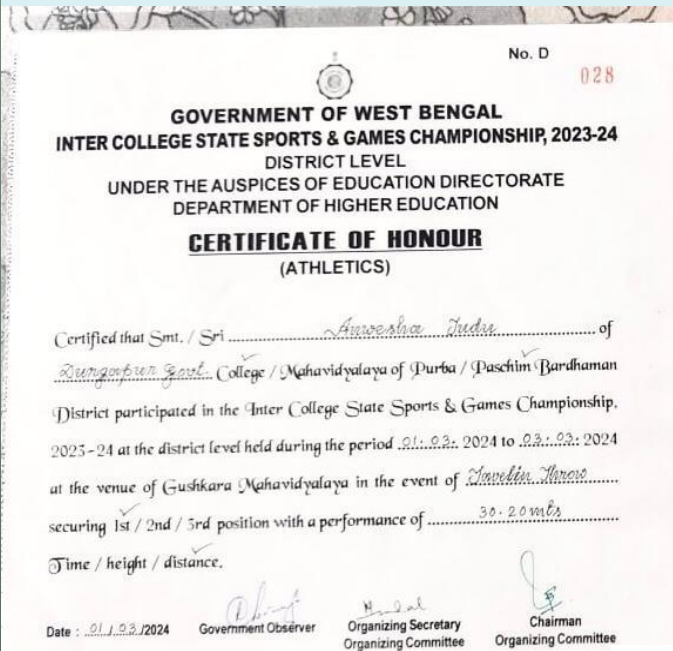 No. D
028
GOVERNMENT OF WEST BENGAL
INTER COLLEGE STATE SPORTS & GAMES CHAMPIONSHIP, 2023-24
DISTRICT LEVEL
UNDER THE AUSPICES OF EDUCATION DIRECTORATE
DEPARTMENT OF HIGHER EDUCATION
CERTIFICATE OF HONOUR
(ATHLETICS)
Certified that Smt. / Sri Anwesha Tudu of
Durgapur Govt. College / Mahavidyalaya of Purba / Paschim Bardhaman
District participated in the Inter College State Sports & Games Championship,
2023-24 at the district level held during the period 01.03. 2024 to 03.03. 2024
at the venue of Gushkara Mahavidyalaya in the event of Javelin Throw
securing 1st / 2nd / 3rd position with a performance of 30.20 mts
Time / height / distance.
Date : 01/03/2024 Government Observer Organizing Secretary Chairman
Organizing Committee Organizing Committee